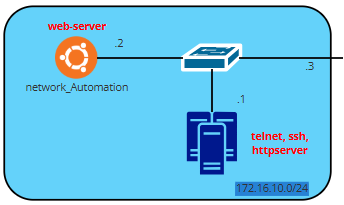 web-server
.2
.3
network_Automation
.1
telnet, ssh,
httpserver
172.16.10.0/24